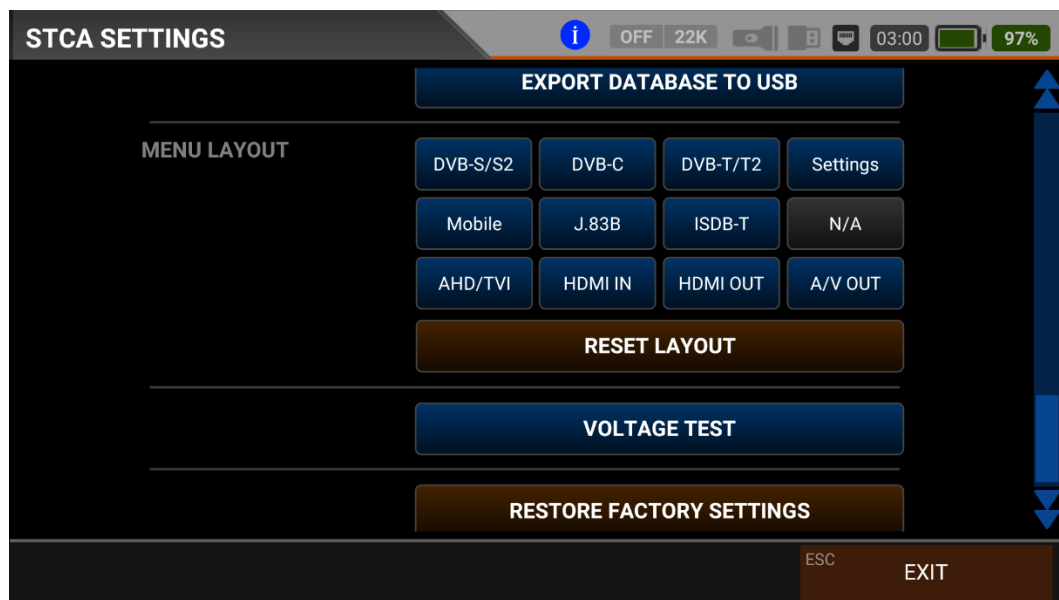 STCA SETTINGS
i OFF 22K 03:00 97%
EXPORT DATABASE TO USB
MENU LAYOUT
DVB-S/S2 DVB-C DVB-T/T2 Settings
Mobile J.83B ISDB-T N/A
AHD/TVI HDMI IN HDMI OUT A/V OUT
RESET LAYOUT
VOLTAGE TEST
RESTORE FACTORY SETTINGS
ESC EXIT